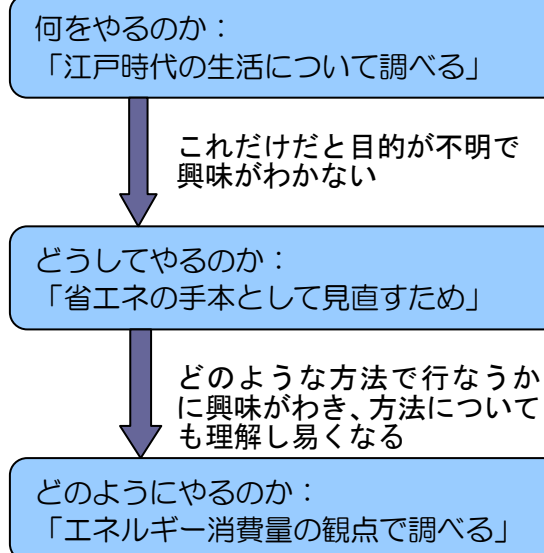 何をやるのか：
「江戸時代の生活について調べる」
これだけだと目的が不明で
興味がわかない
どうしてやるのか：
「省エネの手本として見直すため」
どのような方法で行なうか
に興味がわき、方法について
も理解し易くなる
どのようにやるのか：
「エネルギー消費量の観点で調べる」